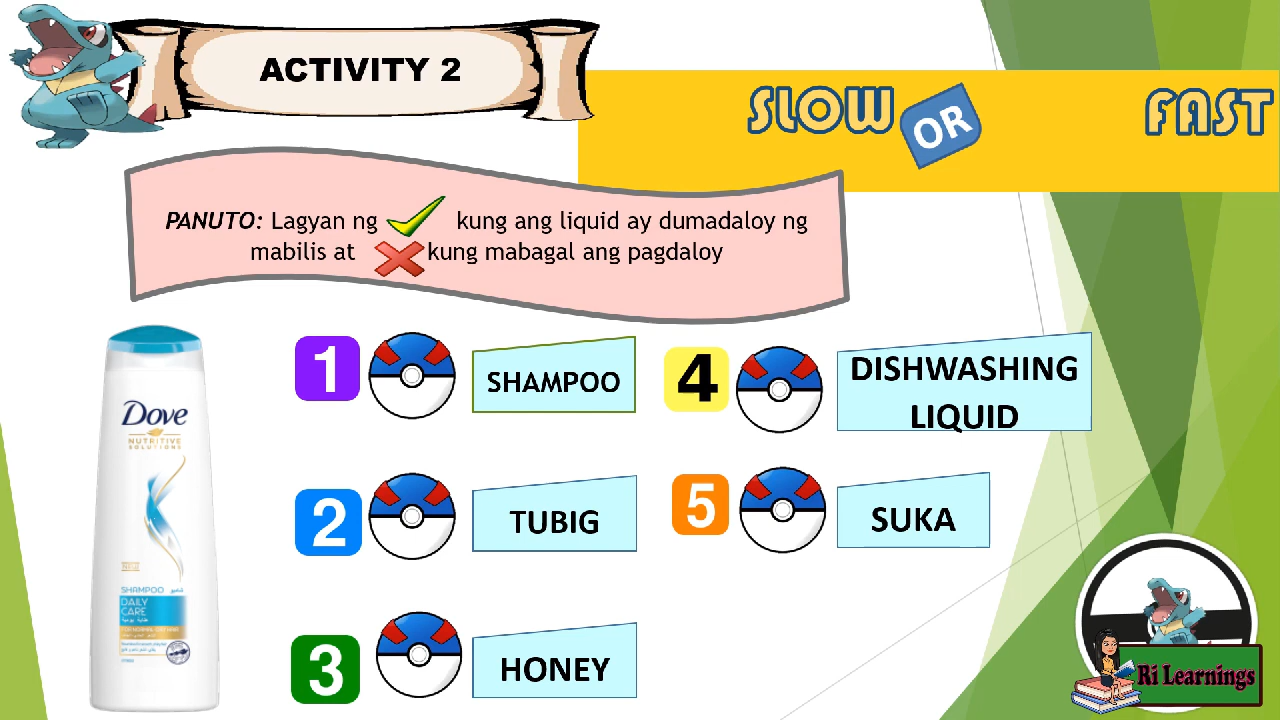 ACTIVITY 2
SLOW OR FAST
PANUTO: Lagyan ng kung ang liquid ay dumadaloy ng
mabilis at kung mabagal ang pagdaloy
1 SHAMPOO
2 TUBIG
3 HONEY
4 DISHWASHING
LIQUID
5 SUKA
Dove
NUTRITIVE
SOLUTIONS
SHAMPOO شامبو
DAILY
CARE
Ri Learnings